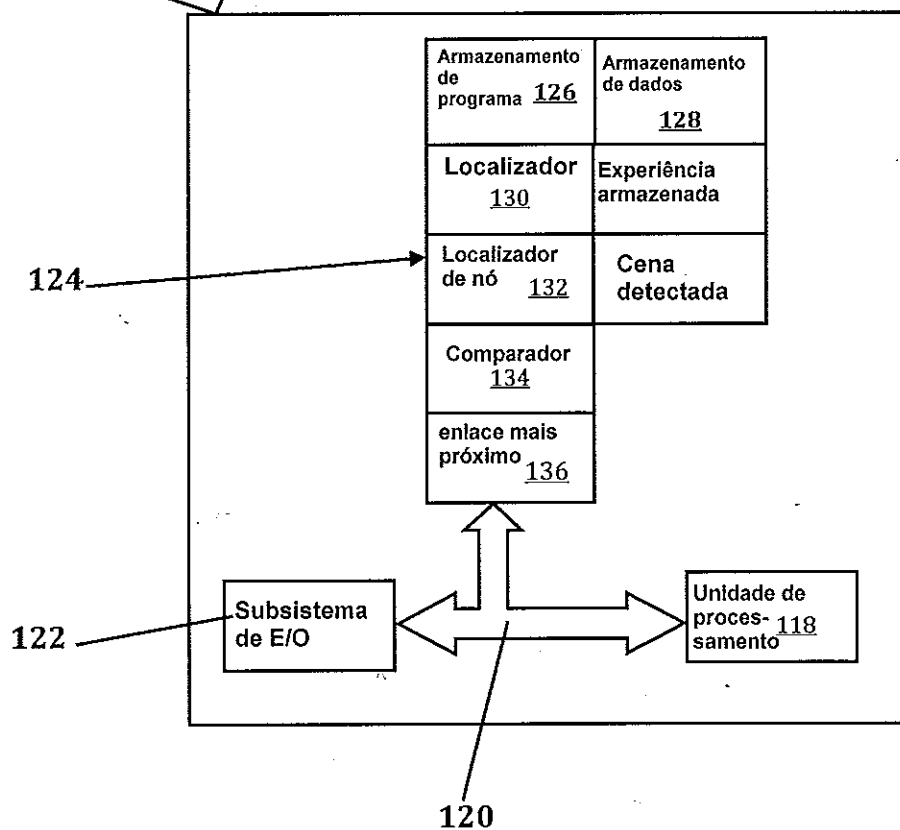 Armazenamento
de
programa 126
Armazenamento
de dados
128
Localizador
130
Experiência
armazenada
124
Localizador
de nó 132
Cena
detectada
Comparador
134
enlace mais
próximo 136
122
Subsistema
de E/O
Unidade de
proces-
samento 118
120